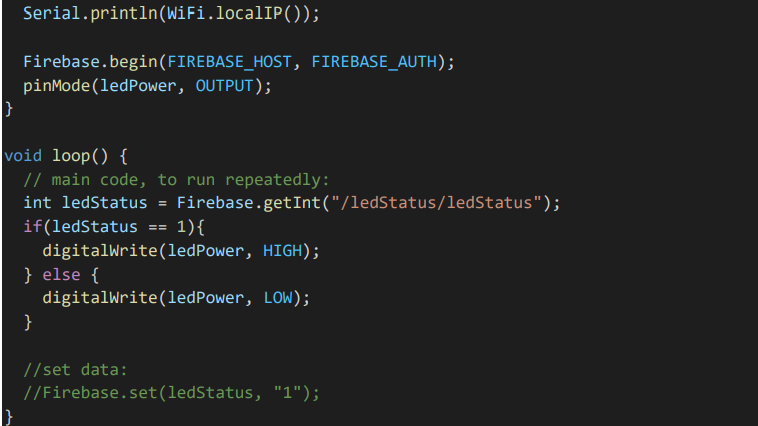 Serial.println(WiFi.localIP());
Firebase.begin(FIREBASE_HOST, FIREBASE_AUTH);
pinMode(ledPower, OUTPUT);
}
void loop() {
// main code, to run repeatedly:
int ledStatus = Firebase.getInt("/ledStatus/ledStatus");
if(ledStatus == 1){
digitalWrite(ledPower, HIGH);
} else {
digitalWrite(ledPower, LOW);
}
//set data:
//Firebase.set(ledStatus, "1");
}